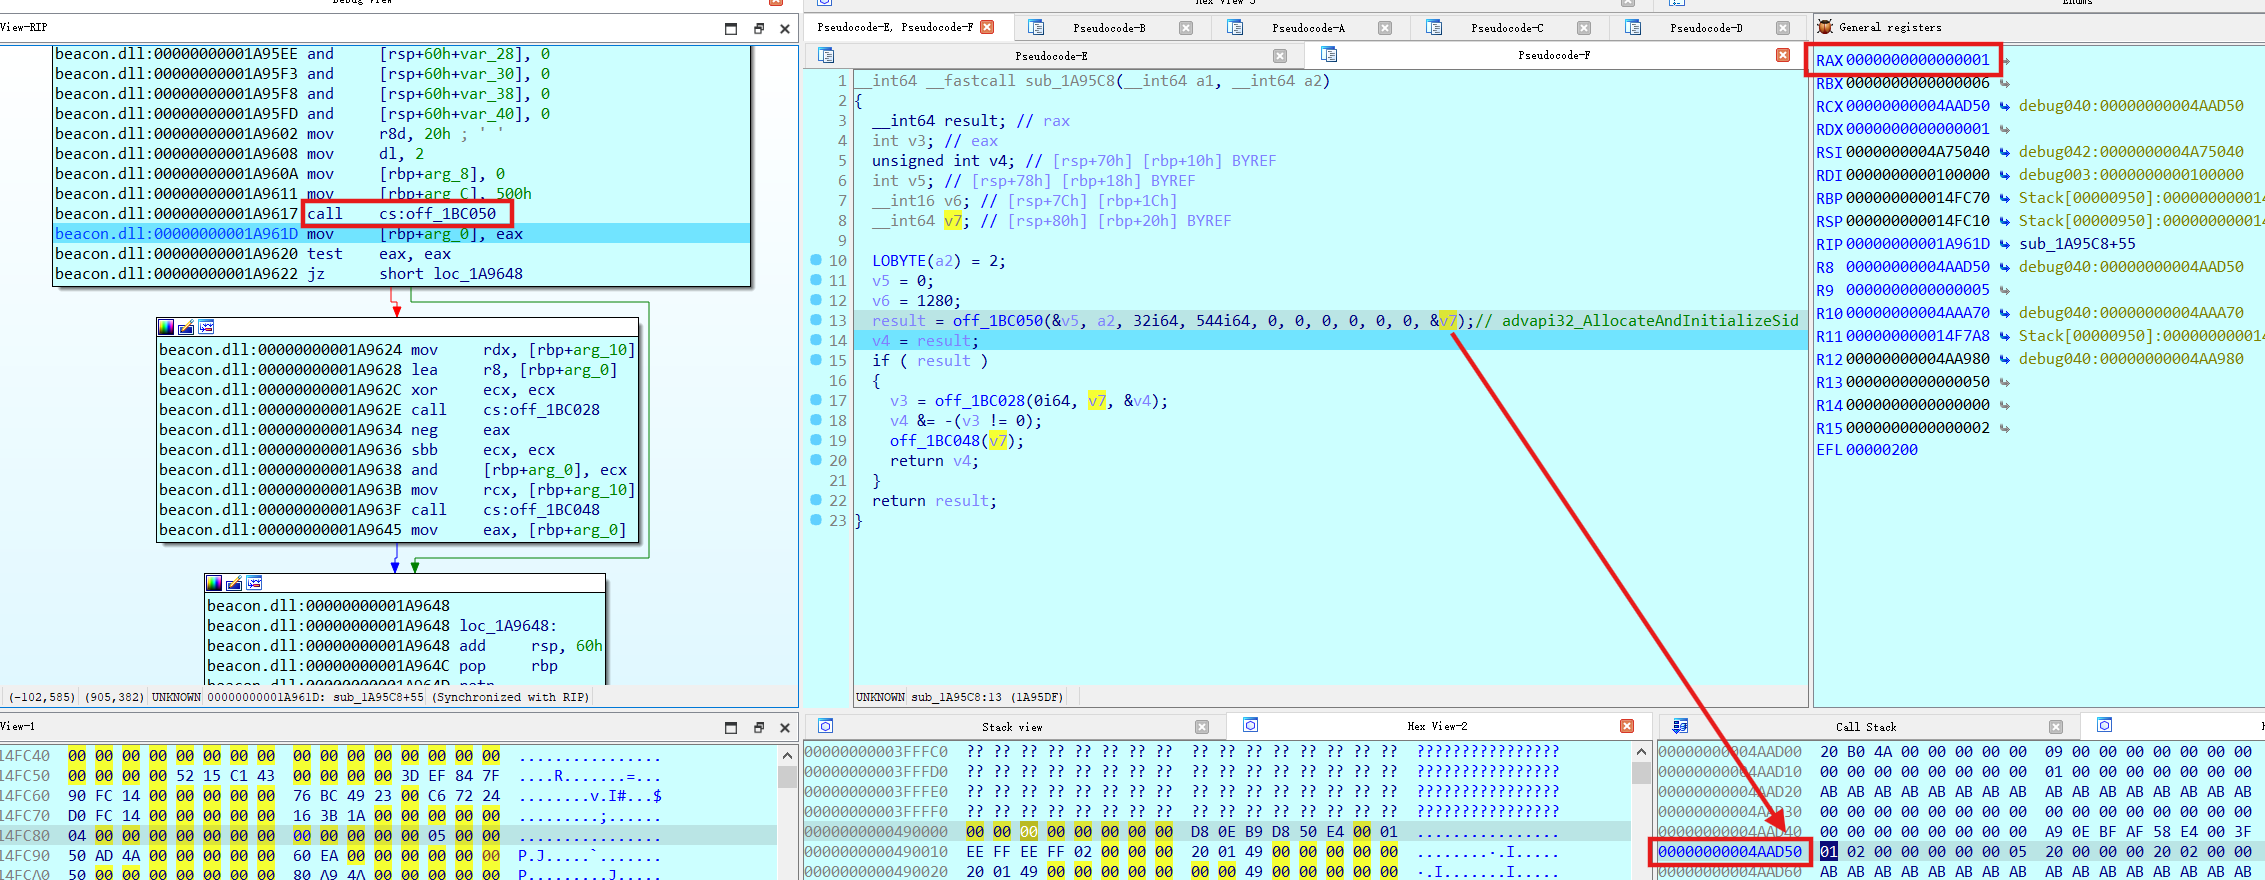 Debug View
View-RIP
beacon.dll:00000000001A95EE and [rsp+60h+var_28], 0
beacon.dll:00000000001A95F3 and [rsp+60h+var_30], 0
beacon.dll:00000000001A95F8 and [rsp+60h+var_38], 0
beacon.dll:00000000001A95FD and [rsp+60h+var_40], 0
beacon.dll:00000000001A9602 mov r8d, 20h ; ' '
beacon.dll:00000000001A9608 mov dl, 2
beacon.dll:00000000001A960A mov [rbp+arg_8], 0
beacon.dll:00000000001A9611 mov [rbp+arg_C], 500h
beacon.dll:00000000001A9617 call cs:off_1BC050
beacon.dll:00000000001A961D mov [rbp+arg_0], eax
beacon.dll:00000000001A9620 test eax, eax
beacon.dll:00000000001A9622 jz short loc_1A9648
beacon.dll:00000000001A9624 mov rdx, [rbp+arg_10]
beacon.dll:00000000001A9628 lea r8, [rbp+arg_0]
beacon.dll:00000000001A962C xor ecx, ecx
beacon.dll:00000000001A962E call cs:off_1BC028
beacon.dll:00000000001A9634 neg eax
beacon.dll:00000000001A9636 sbb ecx, ecx
beacon.dll:00000000001A9638 and [rbp+arg_0], ecx
beacon.dll:00000000001A963B mov rcx, [rbp+arg_10]
beacon.dll:00000000001A963F call cs:off_1BC048
beacon.dll:00000000001A9645 mov eax, [rbp+arg_0]
beacon.dll:00000000001A9648
beacon.dll:00000000001A9648 loc_1A9648:
beacon.dll:00000000001A9648 add rsp, 60h
beacon.dll:00000000001A964C pop rbp
(-102,585) (905,382) UNKNOWN 00000000001A961D: sub_1A95C8+55 (Synchronized with RIP)
Hex View-3
Enums
Pseudocode-E, Pseudocode-F
Pseudocode-B
Pseudocode-A
Pseudocode-C
Pseudocode-D
Pseudocode-E
Pseudocode-F
1 __int64 __fastcall sub_1A95C8(__int64 a1, __int64 a2)
2 {
3 __int64 result; // rax
4 int v3; // eax
5 unsigned int v4; // [rsp+70h] [rbp+10h] BYREF
6 int v5; // [rsp+78h] [rbp+18h] BYREF
7 __int16 v6; // [rsp+7Ch] [rbp+1Ch]
8 __int64 v7; // [rsp+80h] [rbp+20h] BYREF
9
10 LOBYTE(a2) = 2;
11 v5 = 0;
12 v6 = 1280;
13 result = off_1BC050(&v5, a2, 32i64, 544i64, 0, 0, 0, 0, 0, 0, &v7);// advapi32_AllocateAndInitializeSid
14 v4 = result;
15 if ( result )
16 {
17 v3 = off_1BC028(0i64, v7, &v4);
18 v4 &= -(v3 != 0);
19 off_1BC048(v7);
20 return v4;
21 }
22 return result;
23 }
UNKNOWN sub_1A95C8:13 (1A95DF)
General registers
RAX 0000000000000001
RBX 0000000000000006
RCX 00000000004AAD50 debug040:00000000004AAD50
RDX 0000000000000001
RSI 0000000004A75040 debug042:0000000004A75040
RDI 0000000000100000 debug003:0000000000100000
RBP 000000000014FC70 Stack[00000950]:000000000014
RSP 000000000014FC10 Stack[00000950]:000000000014
RIP 00000000001A961D sub_1A95C8+55
R8 00000000004AAD50 debug040:00000000004AAD50
R9 0000000000000005
R10 00000000004AAA70 debug040:00000000004AAA70
R11 000000000014F7A8 Stack[00000950]:000000000014
R12 00000000004AA980 debug040:00000000004AA980
R13 0000000000000050
R14 0000000000000000
R15 0000000000000002
EFL 00000200
View-1
14FC40 00 00 00 00 00 00 00 00 00 00 00 00 00 00 00 00 ................
14FC50 00 00 00 00 52 15 C1 43 00 00 00 00 3D EF 84 7F ....R.......=...
14FC60 90 FC 14 00 00 00 00 00 76 BC 49 23 00 C6 72 24 ........v.I#...$
14FC70 D0 FC 14 00 00 00 00 00 16 3B 1A 00 00 00 00 00 .........;......
14FC80 04 00 00 00 00 00 00 00 00 00 00 00 00 05 00 00 ................
14FC90 50 AD 4A 00 00 00 00 00 60 EA 00 00 00 00 00 00 P.J.....`.......
14FCA0 50 00 00 00 00 00 00 00 80 A9 4A 00 00 00 00 00 P.........J.....
Stack view
Hex View-2
00000000003FFFC0 ?? ?? ?? ?? ?? ?? ?? ?? ?? ?? ?? ?? ?? ?? ?? ?? ????????????????
00000000003FFFD0 ?? ?? ?? ?? ?? ?? ?? ?? ?? ?? ?? ?? ?? ?? ?? ?? ????????????????
00000000003FFFE0 ?? ?? ?? ?? ?? ?? ?? ?? ?? ?? ?? ?? ?? ?? ?? ?? ????????????????
00000000003FFFF0 ?? ?? ?? ?? ?? ?? ?? ?? ?? ?? ?? ?? ?? ?? ?? ?? ????????????????
0000000000490000 00 00 00 00 00 00 00 00 D8 0E B9 D8 50 E4 00 01 ................
0000000000490010 EE FF EE FF 02 00 00 00 20 01 49 00 00 00 00 00 ........·.I.....
0000000000490020 20 01 49 00 00 00 00 00 00 00 49 00 00 00 00 00 ·.I.......I.....
Call Stack
00000000004AAD00 20 B0 4A 00 00 00 00 00 09 00 00 00 00 00 00 00
00000000004AAD10 00 00 00 00 00 00 00 00 01 00 00 00 00 00 00 00
00000000004AAD20 AB AB AB AB AB AB AB AB AB AB AB AB AB AB AB AB
00000000004AAD30 00 00 00 00 00 00 00 00 00 00 00 00 00 00 00 00
00000000004AAD40 00 00 00 00 00 00 00 00 A9 0E BF AF 58 E4 00 3F
00000000004AAD50 01 02 00 00 00 00 00 05 20 00 00 00 20 02 00 00
00000000004AAD60 AB AB AB AB AB AB AB AB AB AB AB AB AB AB AB AB